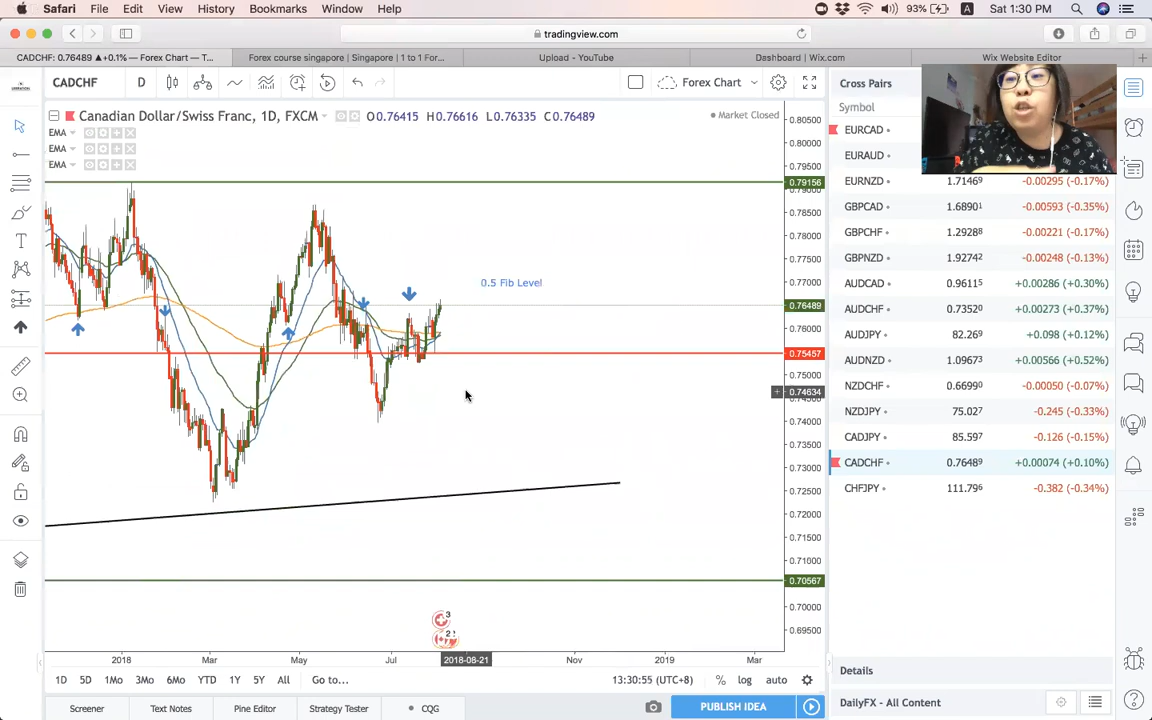 Safari File Edit View History Bookmarks Window Help 93% A Sat 1:30 PM
tradingview.com
CADCHF: 0.76489 ▲+0.1% — Forex Chart — T... Forex course singapore | Singapore | 1 to 1 For... Upload - YouTube Dashboard | Wix.com Wix Website Editor
CADCHF D Forex Chart Cross Pairs
Symbol
Canadian Dollar/Swiss Franc, 1D, FXCM O0.76415 H0.76616 L0.76335 C0.76489 Market Closed
EMA
EMA
EMA
0.5 Fib Level
0.80500
0.80000
0.79500
0.79156
0.79000
0.78500
0.78000
0.77500
0.77000
0.76489
0.76000
0.75457
0.75000
0.74634
0.74500
0.74000
0.73500
0.73000
0.72500
0.72000
0.71500
0.71000
0.70567
0.70000
0.69500
EURCAD
EURAUD
EURNZD 1.7146⁹ -0.00295 (-0.17%)
GBPCAD 1.6890¹ -0.00593 (-0.35%)
GBPCHF 1.2928⁸ -0.00221 (-0.17%)
GBPNZD 1.9274² -0.00248 (-0.13%)
AUDCAD 0.9611⁵ +0.00286 (+0.30%)
AUDCHF 0.7352⁰ +0.00273 (+0.37%)
AUDJPY 82.26⁹ +0.098 (+0.12%)
AUDNZD 1.0967³ +0.00566 (+0.52%)
NZDCHF 0.6699⁰ -0.00050 (-0.07%)
NZDJPY 75.02⁷ -0.245 (-0.33%)
CADJPY 85.59⁷ -0.126 (-0.15%)
CADCHF 0.7648⁹ +0.00074 (+0.10%)
CHFJPY 111.79⁶ -0.382 (-0.34%)
3
2
2018 Mar May Jul 2018-08-21 Nov 2019 Mar
1D 5D 1Mo 3Mo 6Mo YTD 1Y 5Y All Go to... 13:30:55 (UTC+8) % log auto
Details
Screener Text Notes Pine Editor Strategy Tester CQG PUBLISH IDEA
DailyFX - All Content